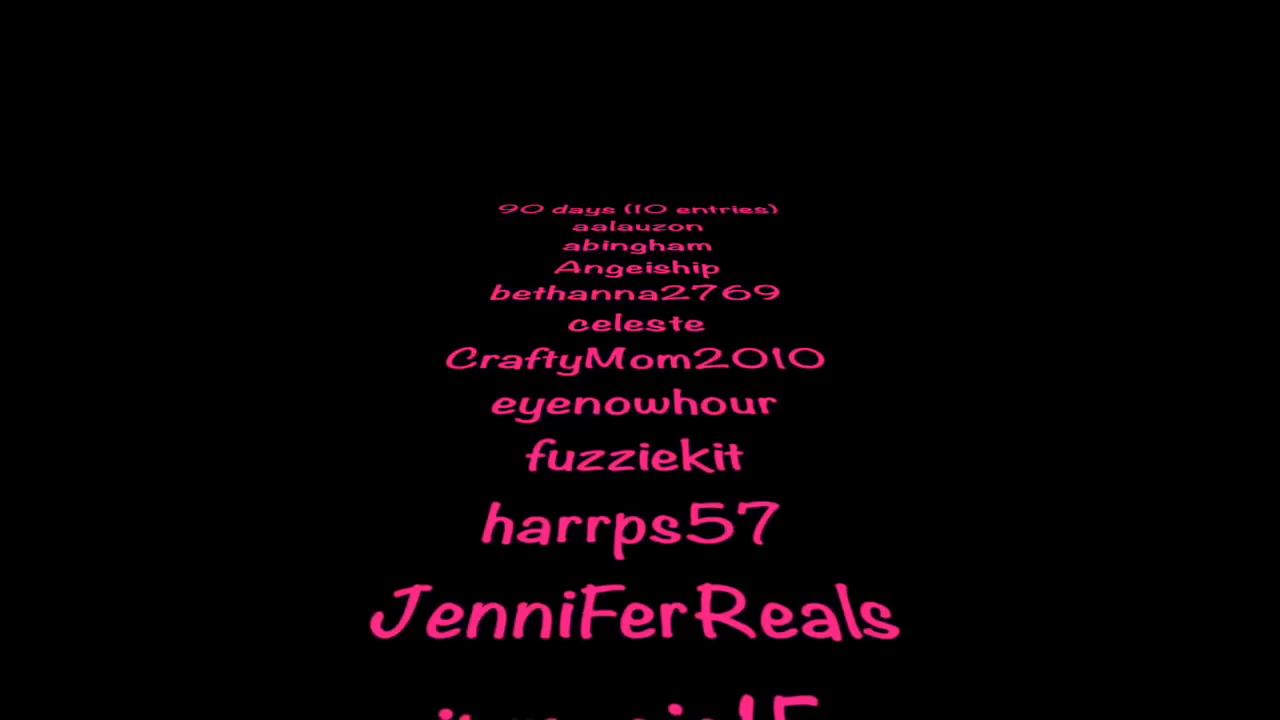 90 days (10 entries)
aalauzon
abingham
Angeiship
bethanna2769
celeste
CraftyMom2010
eyenowhour
fuzziekit
harrps57
JenniFerReals